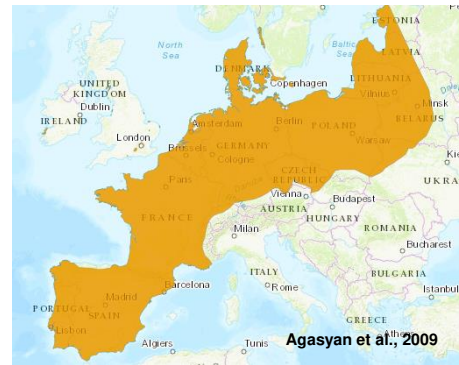 ESTONIA
North
Sea
Baltic
Sea
LATVIA
DENMARK
Copenhagen
LITHUANIA
UNITED
KINGDOM
Vilnius
Dublin
Minsk
IRELAND
BELARUS
Amsterdam
Berlin
London
POLAND
GERMANY
Warsaw
Brussels
Cologne
CZECH
REPUBLIC
UKRA
Paris
Danube
Vienna
Budapest
AUSTRIA
HUNGARY
FRANCE
Milan
ROMANIA
Bucharest
ITALY
BULGARIA
Barcelona
Rome
Istanbul
PORTUGAL
Madrid
SPAIN
GREECE
Lisbon
Athens
Algiers
Tunis
Agasyan et al., 2009